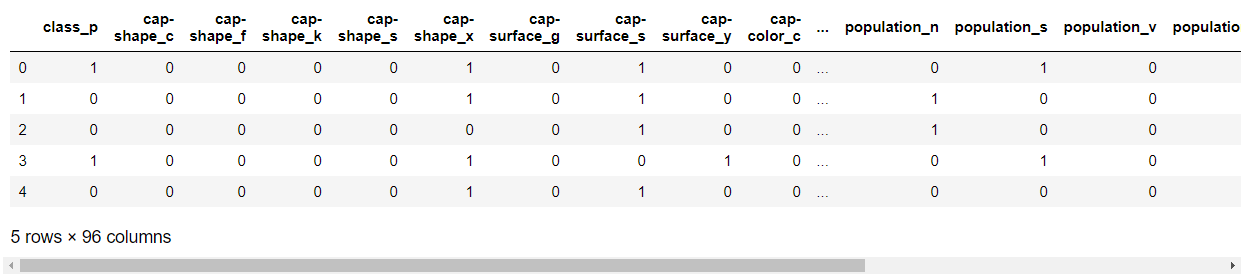 class_p cap-shape_c cap-shape_f cap-shape_k cap-shape_s cap-shape_x cap-surface_g cap-surface_s cap-surface_y cap-color_c ... population_n population_s population_v populatio
0 1 0 0 0 0 1 0 1 0 0 ... 0 1 0
1 0 0 0 0 0 1 0 1 0 0 ... 1 0 0
2 0 0 0 0 0 0 0 1 0 0 ... 1 0 0
3 1 0 0 0 0 1 0 0 1 0 ... 0 1 0
4 0 0 0 0 0 1 0 1 0 0 ... 0 0 0
5 rows × 96 columns